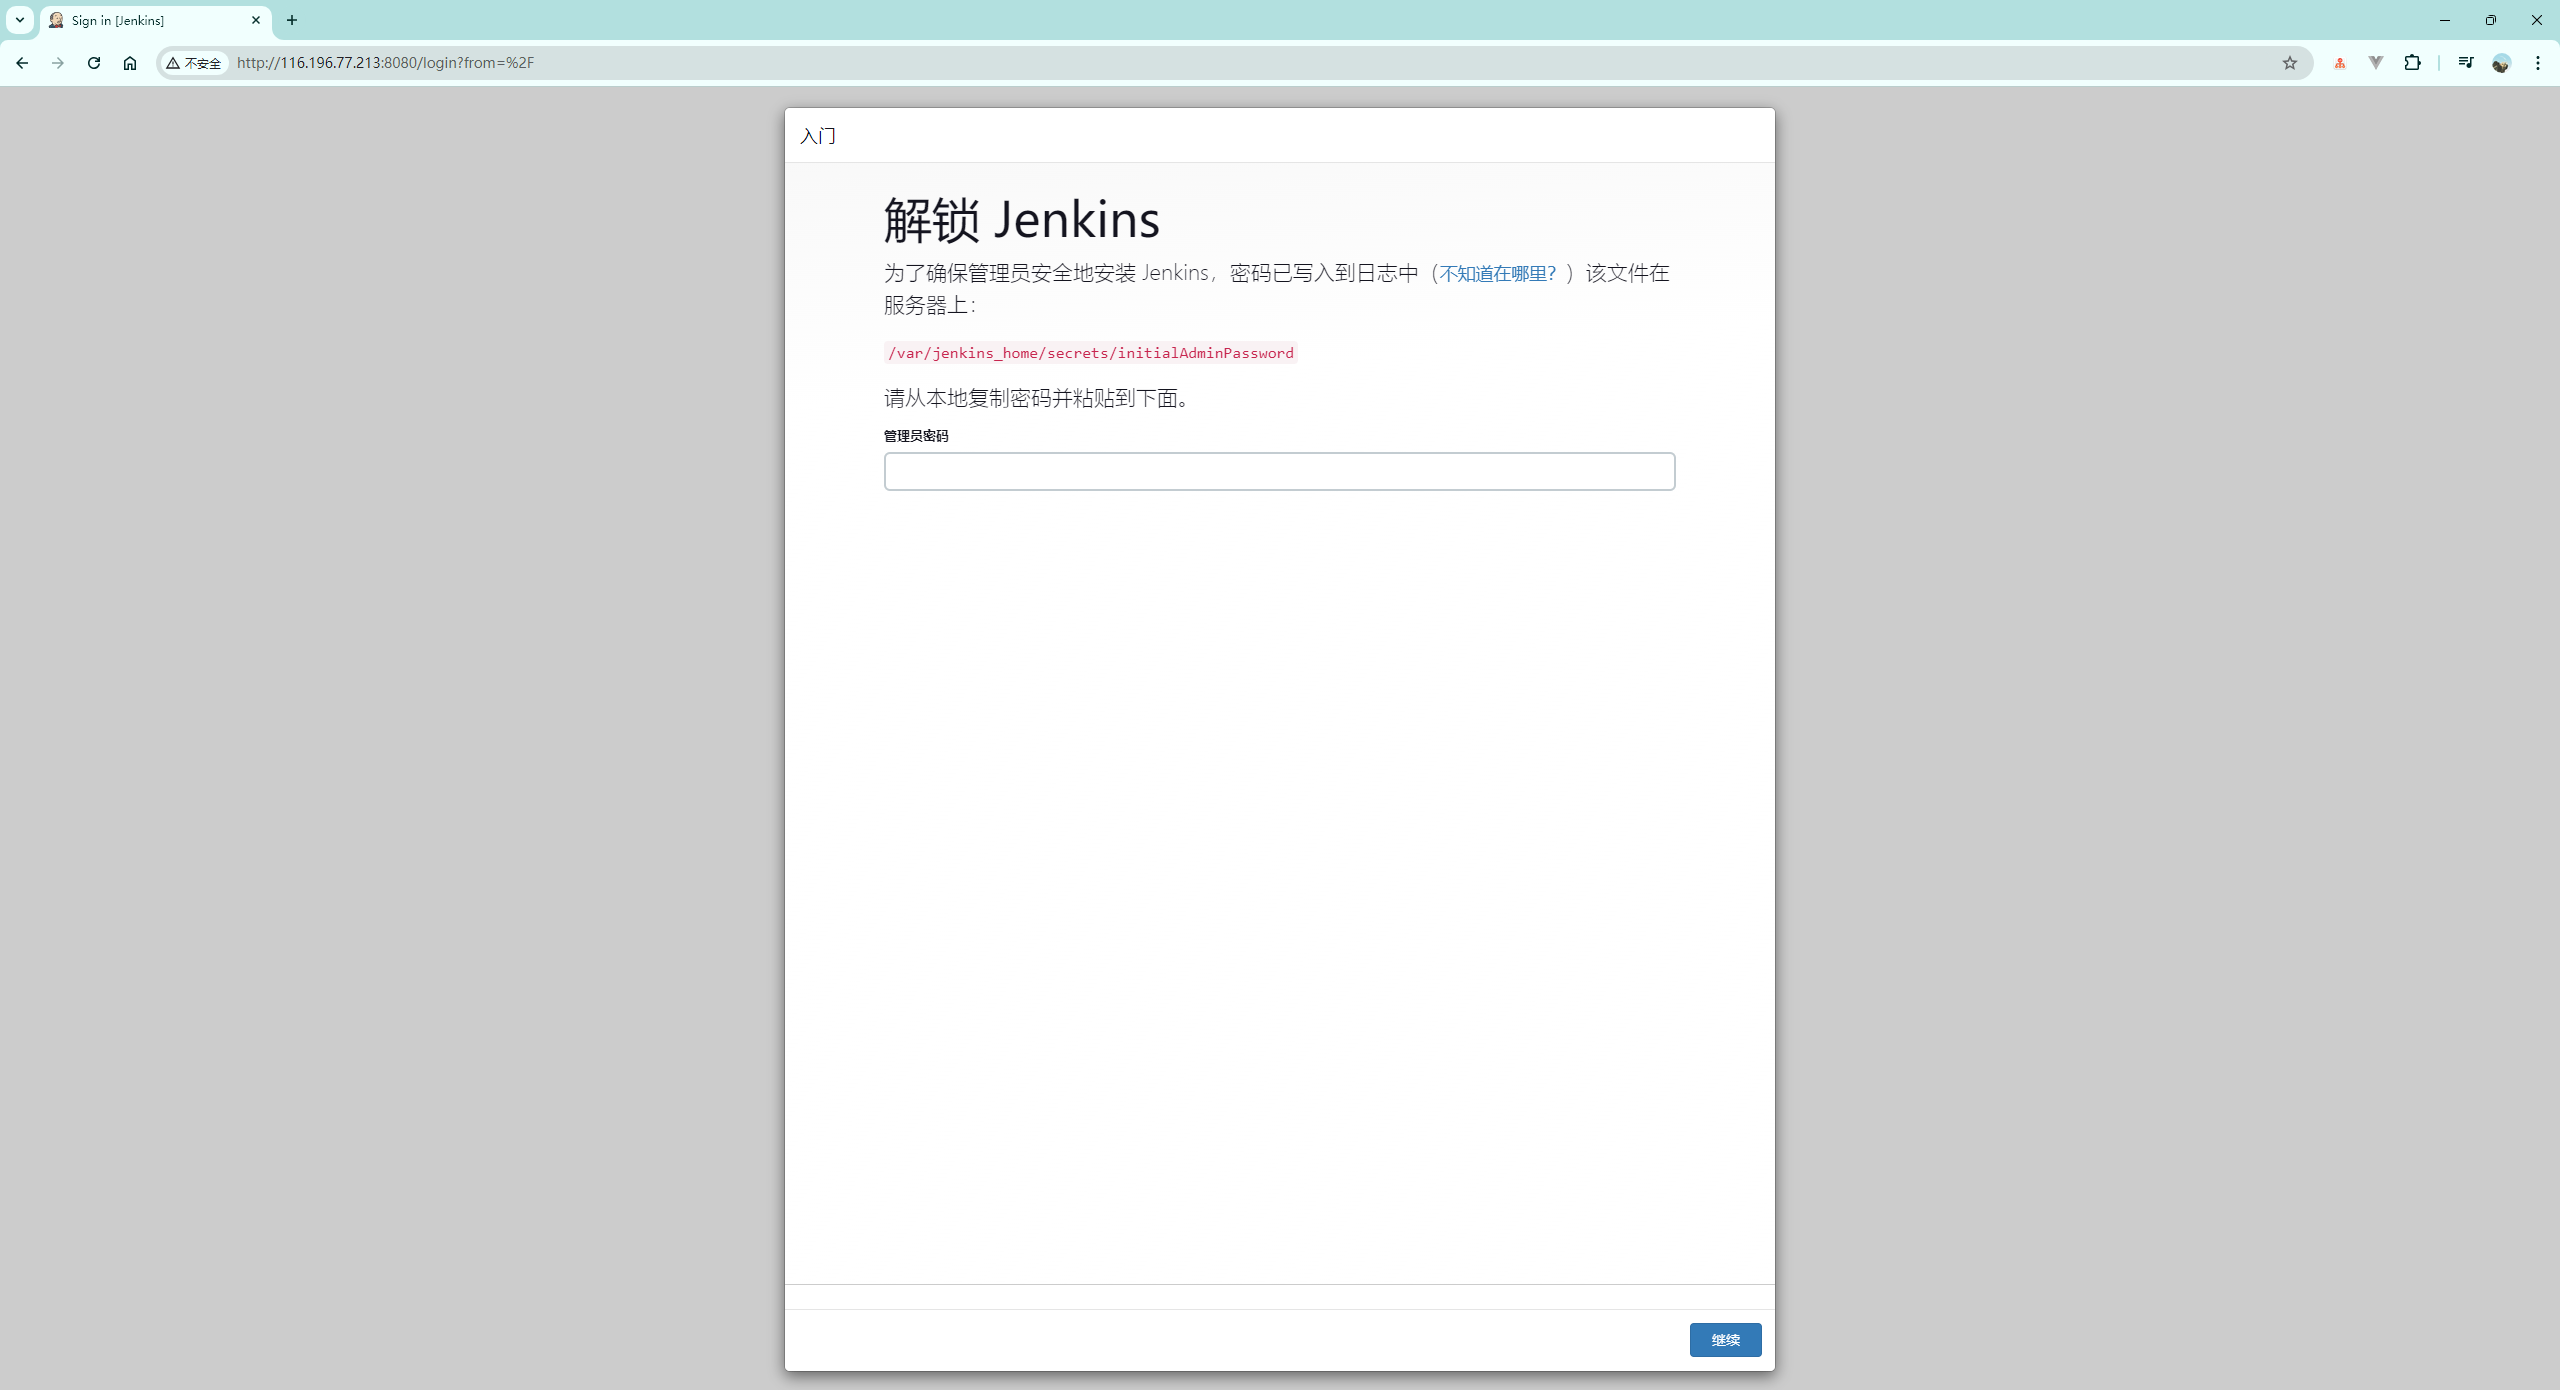 Sign in [Jenkins]
不安全 http://116.196.77.213:8080/login?from=%2F
入门
解锁 Jenkins
为了确保管理员安全地安装 Jenkins，密码已写入到日志中（不知道在哪里？）该文件在
服务器上：
/var/jenkins_home/secrets/initialAdminPassword
请从本地复制密码并粘贴到下面。
管理员密码
继续